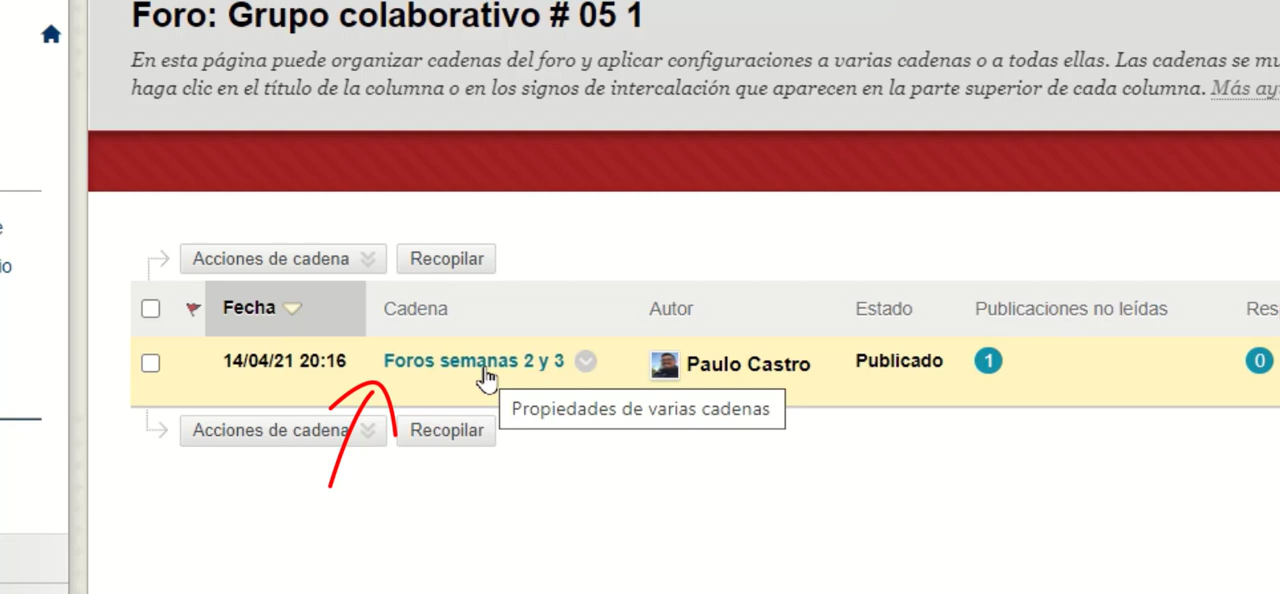 Foro: Grupo colaborativo # 05 1
En esta página puede organizar cadenas del foro y aplicar configuraciones a varias cadenas o a todas ellas. Las cadenas se mu
haga clic en el título de la columna o en los signos de intercalación que aparecen en la parte superior de cada columna. Más ay
e
io
Acciones de cadena Recopilar
Fecha Cadena Autor Estado Publicaciones no leídas Res
14/04/21 20:16 Foros semanas 2 y 3 Paulo Castro Publicado 1 0
Propiedades de varias cadenas
Acciones de cadena Recopilar